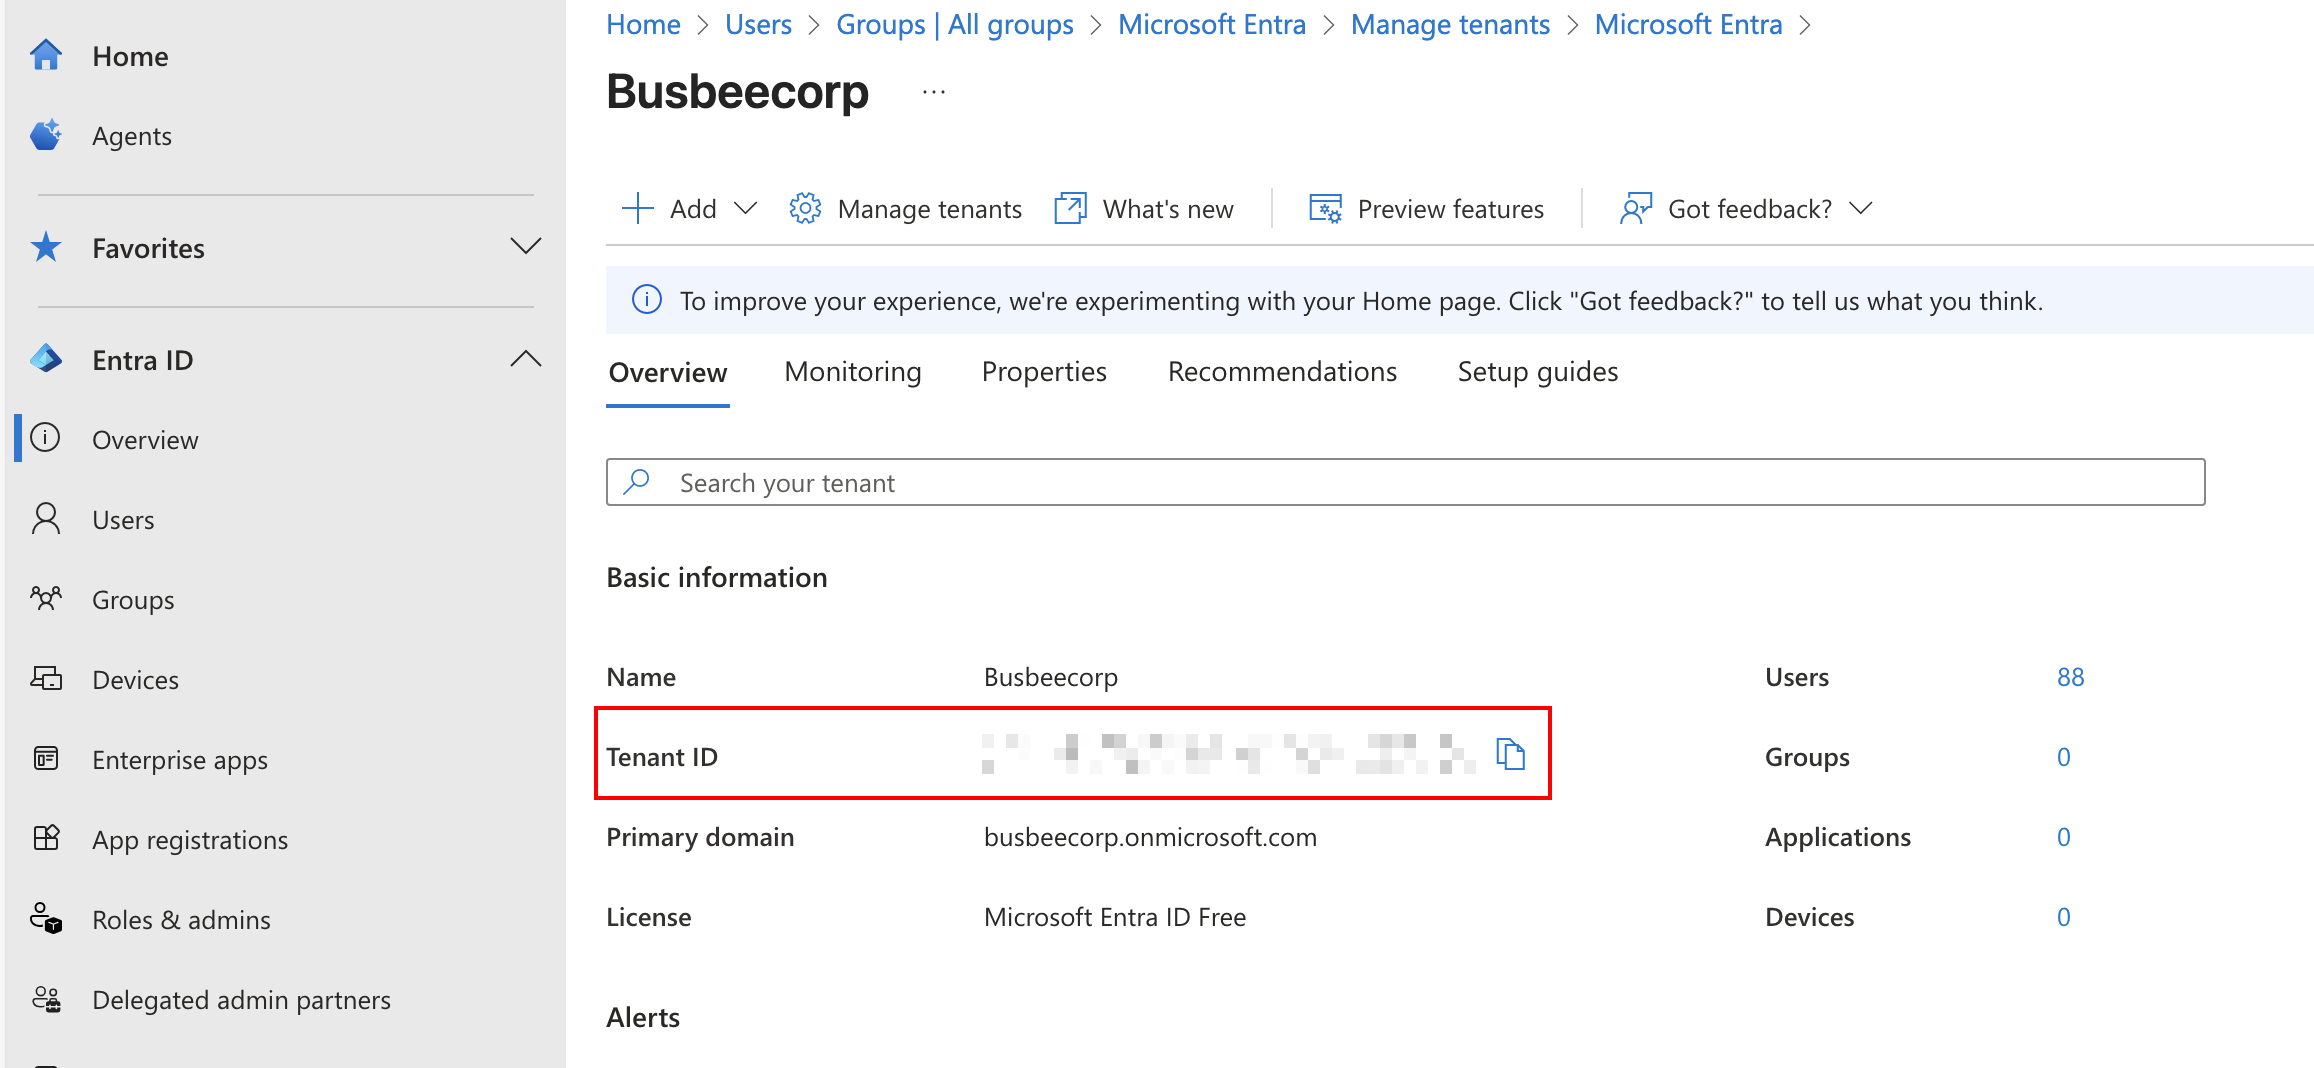 Home
Agents
Favorites
Entra ID
Overview
Users
Groups
Devices
Enterprise apps
App registrations
Roles & admins
Delegated admin partners
Home > Users > Groups | All groups > Microsoft Entra > Manage tenants > Microsoft Entra >
Busbeecorp ...
Add Manage tenants What's new Preview features Got feedback?
To improve your experience, we're experimenting with your Home page. Click "Got feedback?" to tell us what you think.
Overview Monitoring Properties Recommendations Setup guides
Search your tenant
Basic information
Name Busbeecorp Users 88
Tenant ID Groups 0
Primary domain busbeecorp.onmicrosoft.com Applications 0
License Microsoft Entra ID Free Devices 0
Alerts